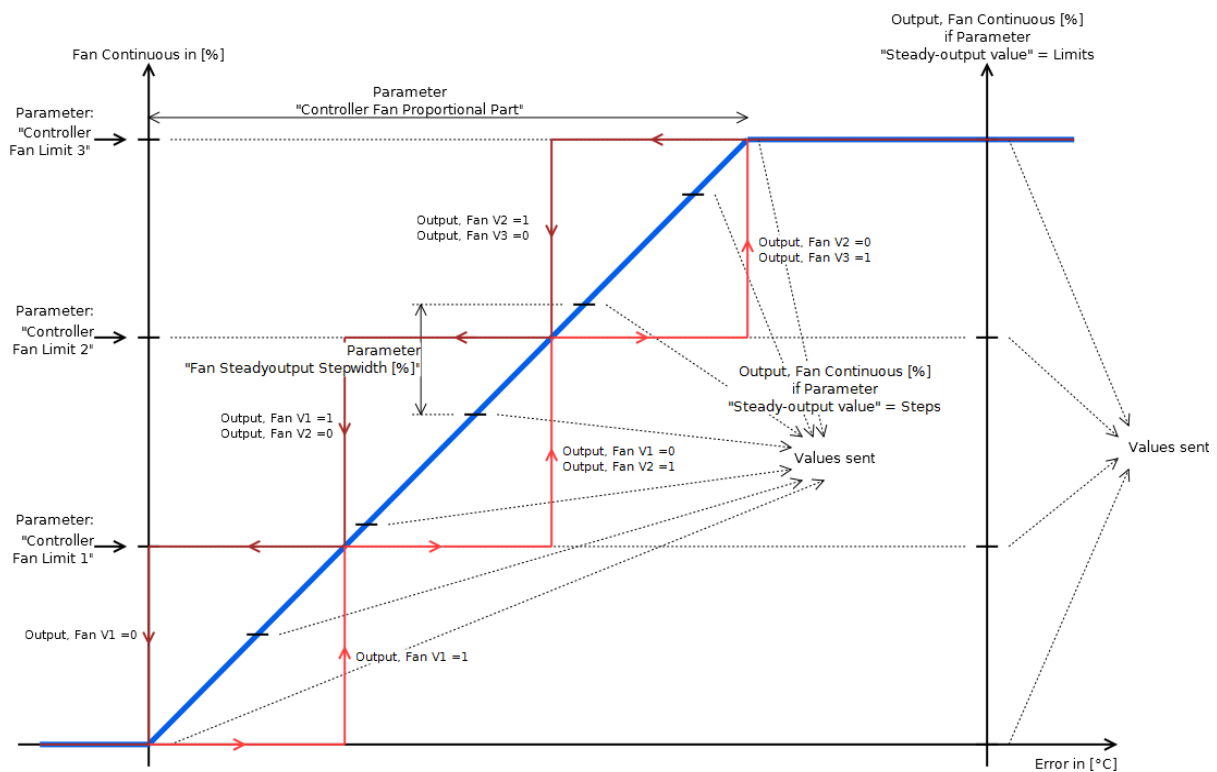 Output, Fan Continuous [%]
if Parameter
"Steady-output value" = Limits
Fan Continuous in [%]
Parameter
"Controller Fan Proportional Part"
Parameter:
"Controller
Fan Limit 3"
Output, Fan V2 =1
Output, Fan V3 =0
Output, Fan V2 =0
Output, Fan V3 =1
Parameter:
"Controller
Fan Limit 2"
Parameter
"Fan Steadyoutput Stepwidth [%]"
Output, Fan Continuous [%]
if Parameter
"Steady-output value" = Steps
Output, Fan V1 =1
Output, Fan V2 =0
Output, Fan V1 =0
Output, Fan V2 =1
Values sent
Values sent
Parameter:
"Controller
Fan Limit 1"
Output, Fan V1 =0
Output, Fan V1 =1
Error in [°C]